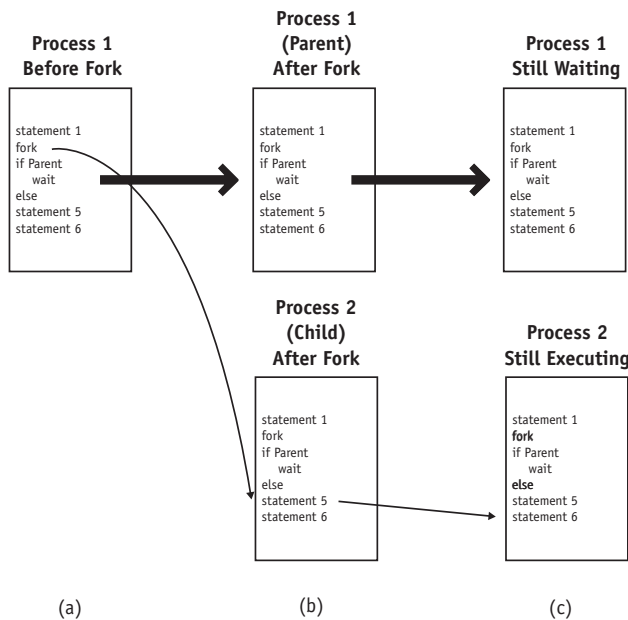 Process 1
Before Fork
statement 1
fork
if Parent
wait
else
statement 5
statement 6
Process 1
(Parent)
After Fork
statement 1
fork
if Parent
wait
else
statement 5
statement 6
Process 1
Still Waiting
statement 1
fork
if Parent
wait
else
statement 5
statement 6
Process 2
(Child)
After Fork
statement 1
fork
if Parent
wait
else
statement 5
statement 6
Process 2
Still Executing
statement 1
fork
if Parent
wait
else
statement 5
statement 6
(a)
(b)
(c)